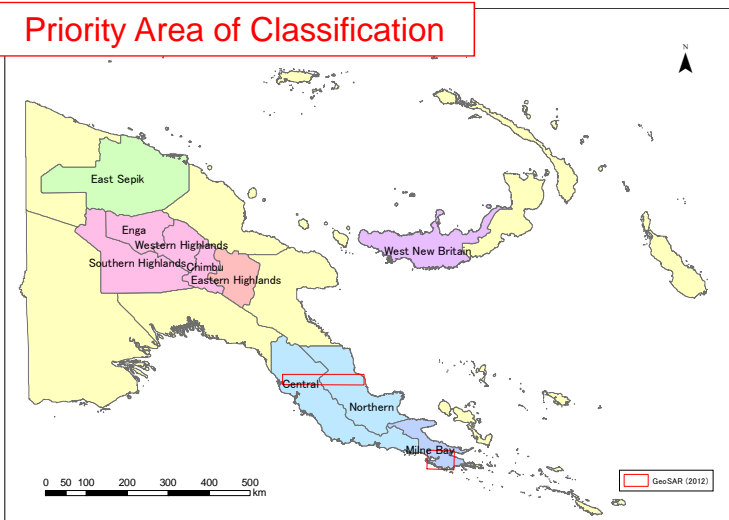 Priority Area of Classification
N
East Sepik
Enga
Western Highlands
Southern Highlands
Chimbu
Eastern Highlands
West New Britain
Central
Northern
Milne Bay
0 50 100 200 300 400 500
km
GeoSAR (2012)